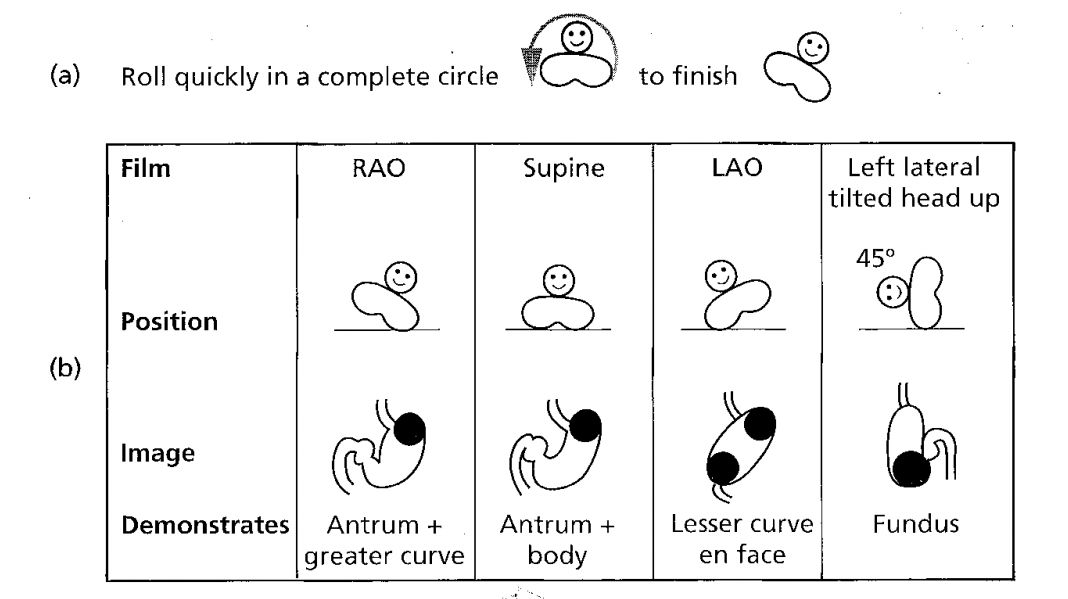 (a) Roll quickly in a complete circle to finish
Film RAO Supine LAO Left lateral
tilted head up
45°
Position
(b)
Image
Demonstrates Antrum + Antrum + Lesser curve Fundus
greater curve body en face